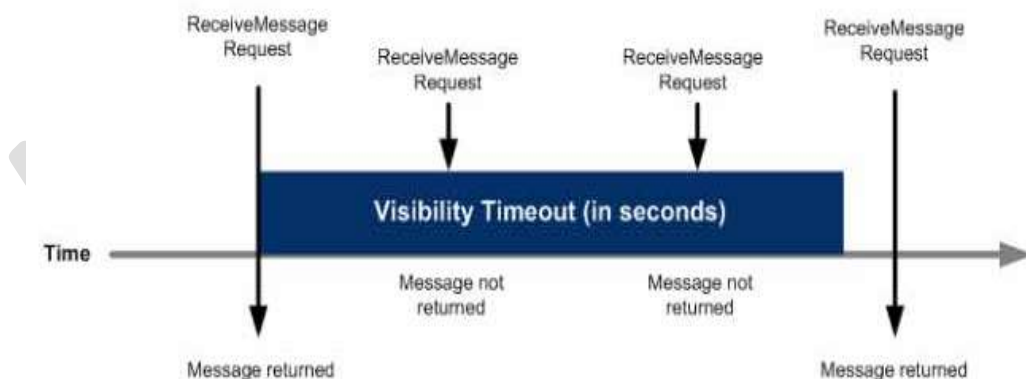 ReceiveMessage
Request
ReceiveMessage
Request
ReceiveMessage
Request
ReceiveMessage
Request
Visibility Timeout (in seconds)
Time
Message not
returned
Message not
returned
Message returned
Message returned